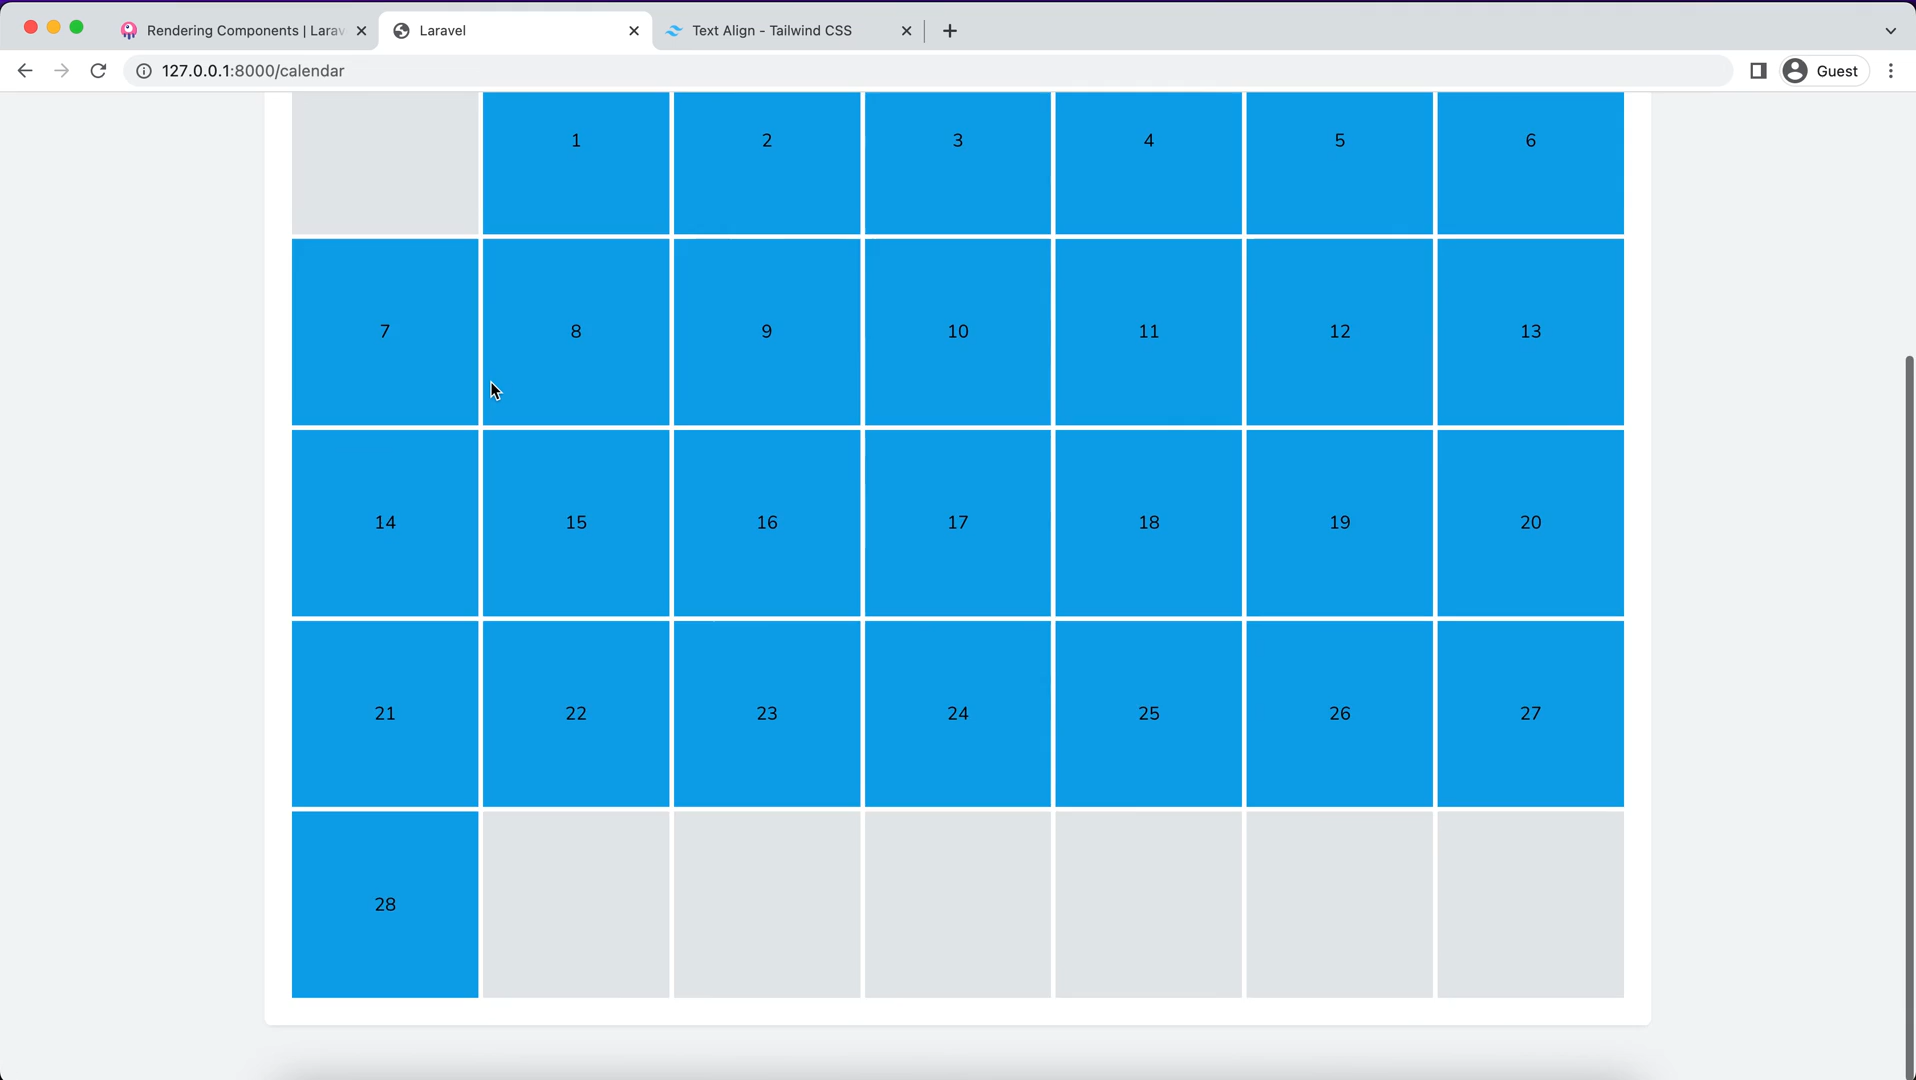 Rendering Components | Larav
Laravel
Text Align - Tailwind CSS
127.0.0.1:8000/calendar
Guest
1 2 3 4 5 6
7 8 9 10 11 12 13
14 15 16 17 18 19 20
21 22 23 24 25 26 27
28